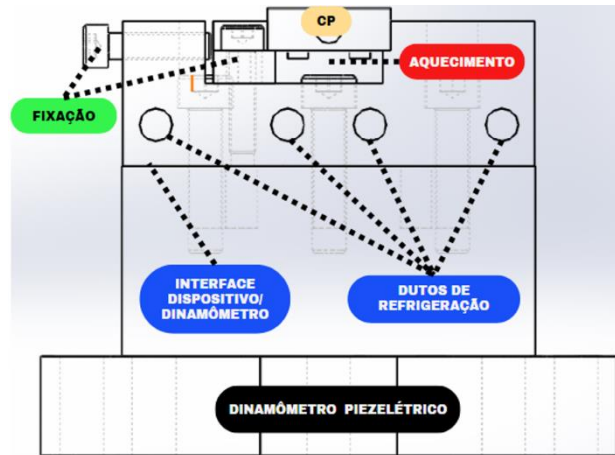 CP
AQUECIMENTO
FIXAÇÃO
INTERFACE
DISPOSITIVO/
DINAMÔMETRO
DUTOS DE
REFRIGERAÇÃO
DINAMÔMETRO PIEZELÉTRICO